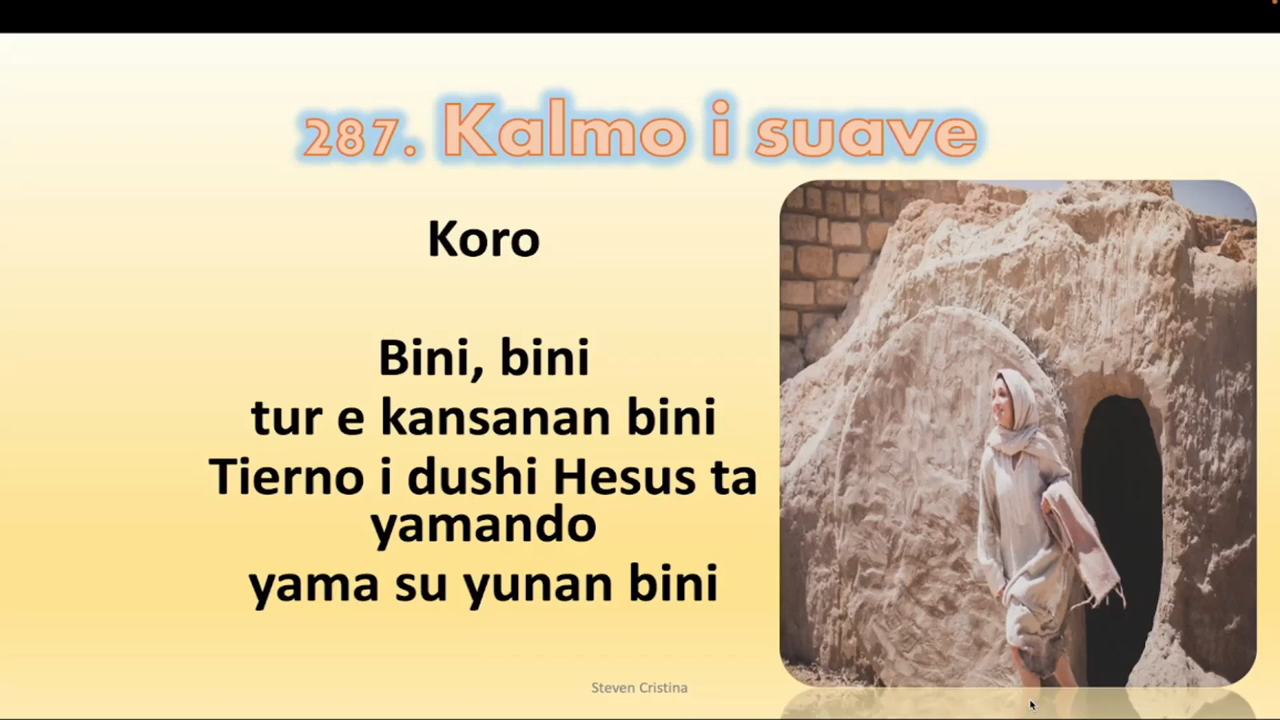 287. Kalmo i suave
Koro
Bini, bini
tur e kansanan bini
Tierno i dushi Hesus ta
yamando
yama su yunan bini
Steven Cristina